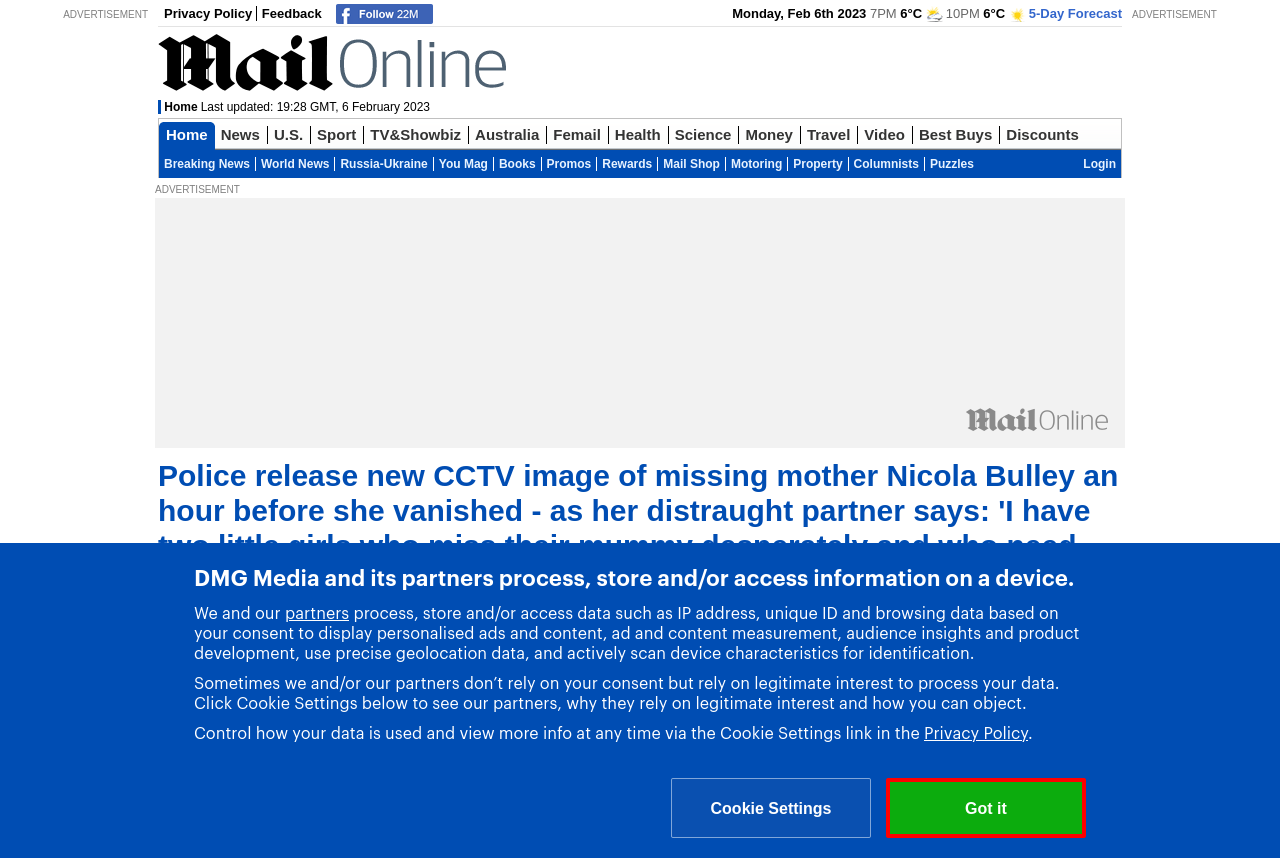 ADVERTISEMENT
Privacy Policy Feedback
Follow 22M
Monday, Feb 6th 2023 7PM 6°C 10PM 6°C 5-Day Forecast
ADVERTISEMENT
Mail Online
Home Last updated: 19:28 GMT, 6 February 2023
Home News U.S. Sport TV&Showbiz Australia Femail Health Science Money Travel Video Best Buys Discounts
Breaking News World News Russia-Ukraine You Mag Books Promos Rewards Mail Shop Motoring Property Columnists Puzzles Login
ADVERTISEMENT
Mail Online
Police release new CCTV image of missing mother Nicola Bulley an
hour before she vanished - as her distraught partner says: 'I have
two little girls who miss their mummy desperately and who need
DMG Media and its partners process, store and/or access information on a device.
We and our partners process, store and/or access data such as IP address, unique ID and browsing data based on
your consent to display personalised ads and content, ad and content measurement, audience insights and product
development, use precise geolocation data, and actively scan device characteristics for identification.
Sometimes we and/or our partners don’t rely on your consent but rely on legitimate interest to process your data.
Click Cookie Settings below to see our partners, why they rely on legitimate interest and how you can object.
Control how your data is used and view more info at any time via the Cookie Settings link in the Privacy Policy.
Cookie Settings
Got it